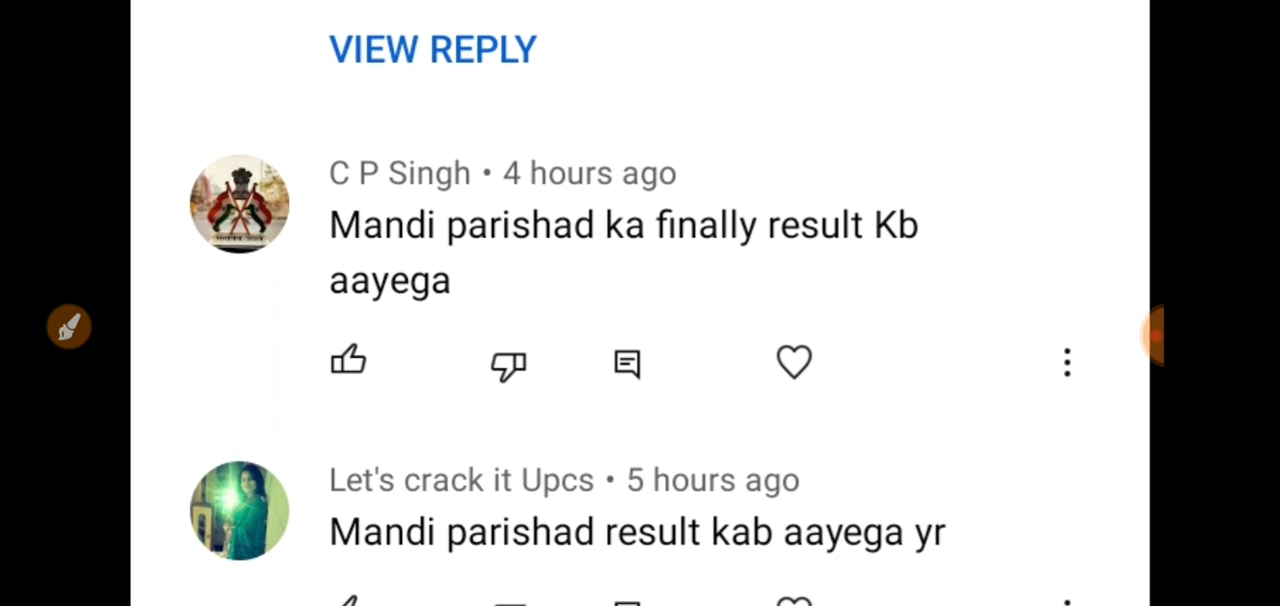 VIEW REPLY
C P Singh • 4 hours ago
Mandi parishad ka finally result Kb
aayega
Let's crack it Upcs • 5 hours ago
Mandi parishad result kab aayega yr